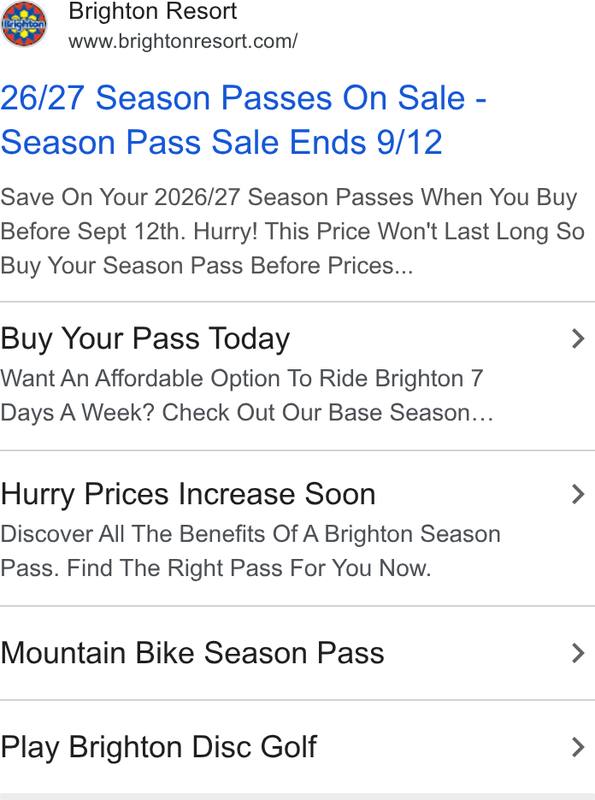 Brighton
Brighton Resort
www.brightonresort.com/
26/27 Season Passes On Sale -
Season Pass Sale Ends 9/12
Save On Your 2026/27 Season Passes When You Buy
Before Sept 12th. Hurry! This Price Won't Last Long So
Buy Your Season Pass Before Prices...
Buy Your Pass Today
Want An Affordable Option To Ride Brighton 7
Days A Week? Check Out Our Base Season...
Hurry Prices Increase Soon
Discover All The Benefits Of A Brighton Season
Pass. Find The Right Pass For You Now.
Mountain Bike Season Pass
Play Brighton Disc Golf